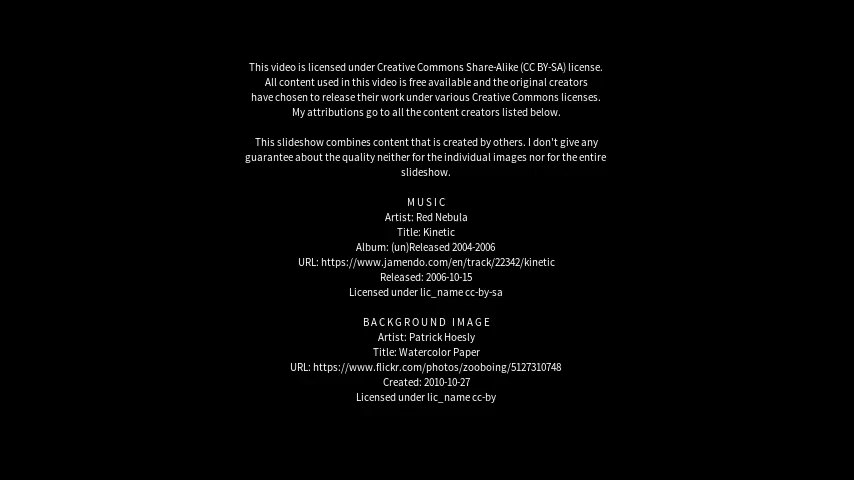 This video is licensed under Creative Commons Share-Alike (CC BY-SA) license.
All content used in this video is free available and the original creators
have chosen to release their work under various Creative Commons licenses.
My attributions go to all the content creators listed below.
This slideshow combines content that is created by others. I don't give any
guarantee about the quality neither for the individual images nor for the entire
slideshow.
MUSIC
Artist: Red Nebula
Title: Kinetic
Album: (un)Released 2004-2006
URL: https://www.jamendo.com/en/track/22342/kinetic
Released: 2006-10-15
Licensed under lic_name cc-by-sa
BACKGROUND IMAGE
Artist: Patrick Hoesly
Title: Watercolor Paper
URL: https://www.flickr.com/photos/zooboing/5127310748
Created: 2010-10-27
Licensed under lic_name cc-by